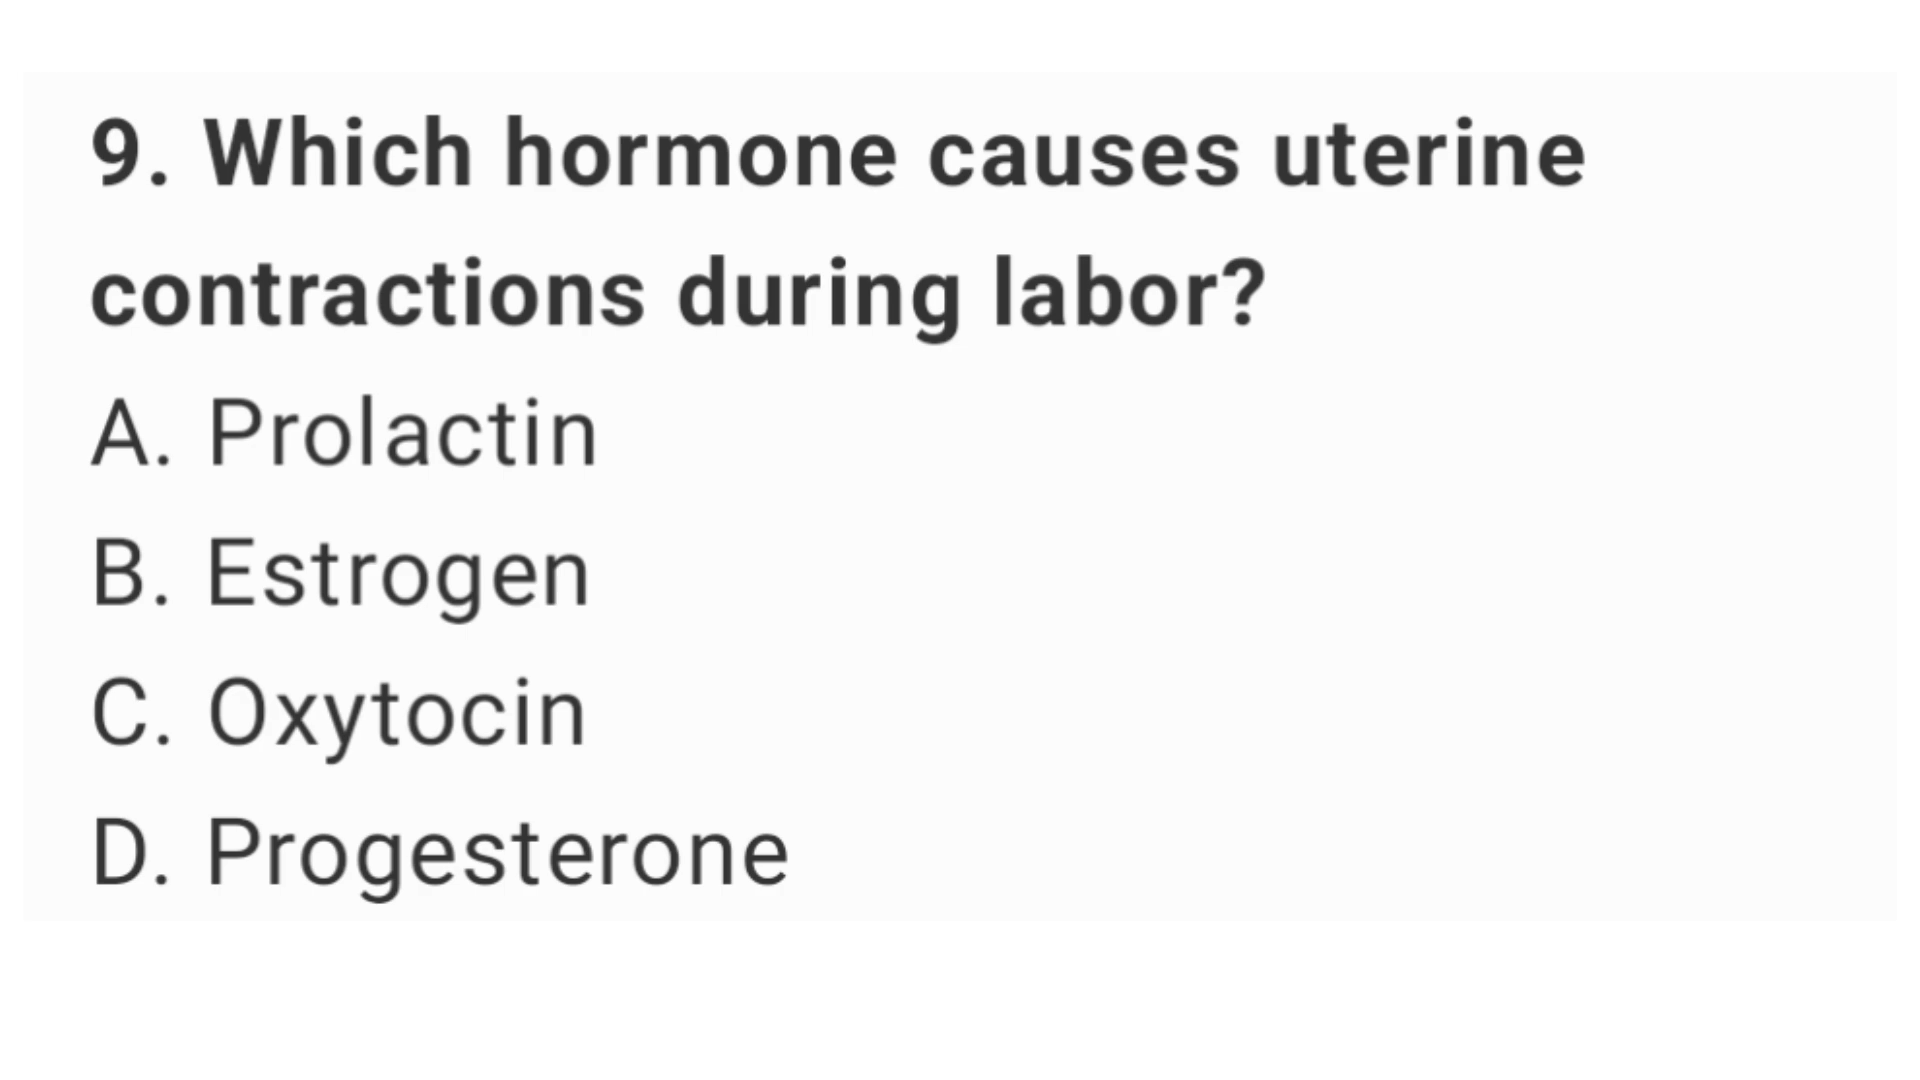 9. Which hormone causes uterine
contractions during labor?
A. Prolactin
B. Estrogen
C. Oxytocin
D. Progesterone